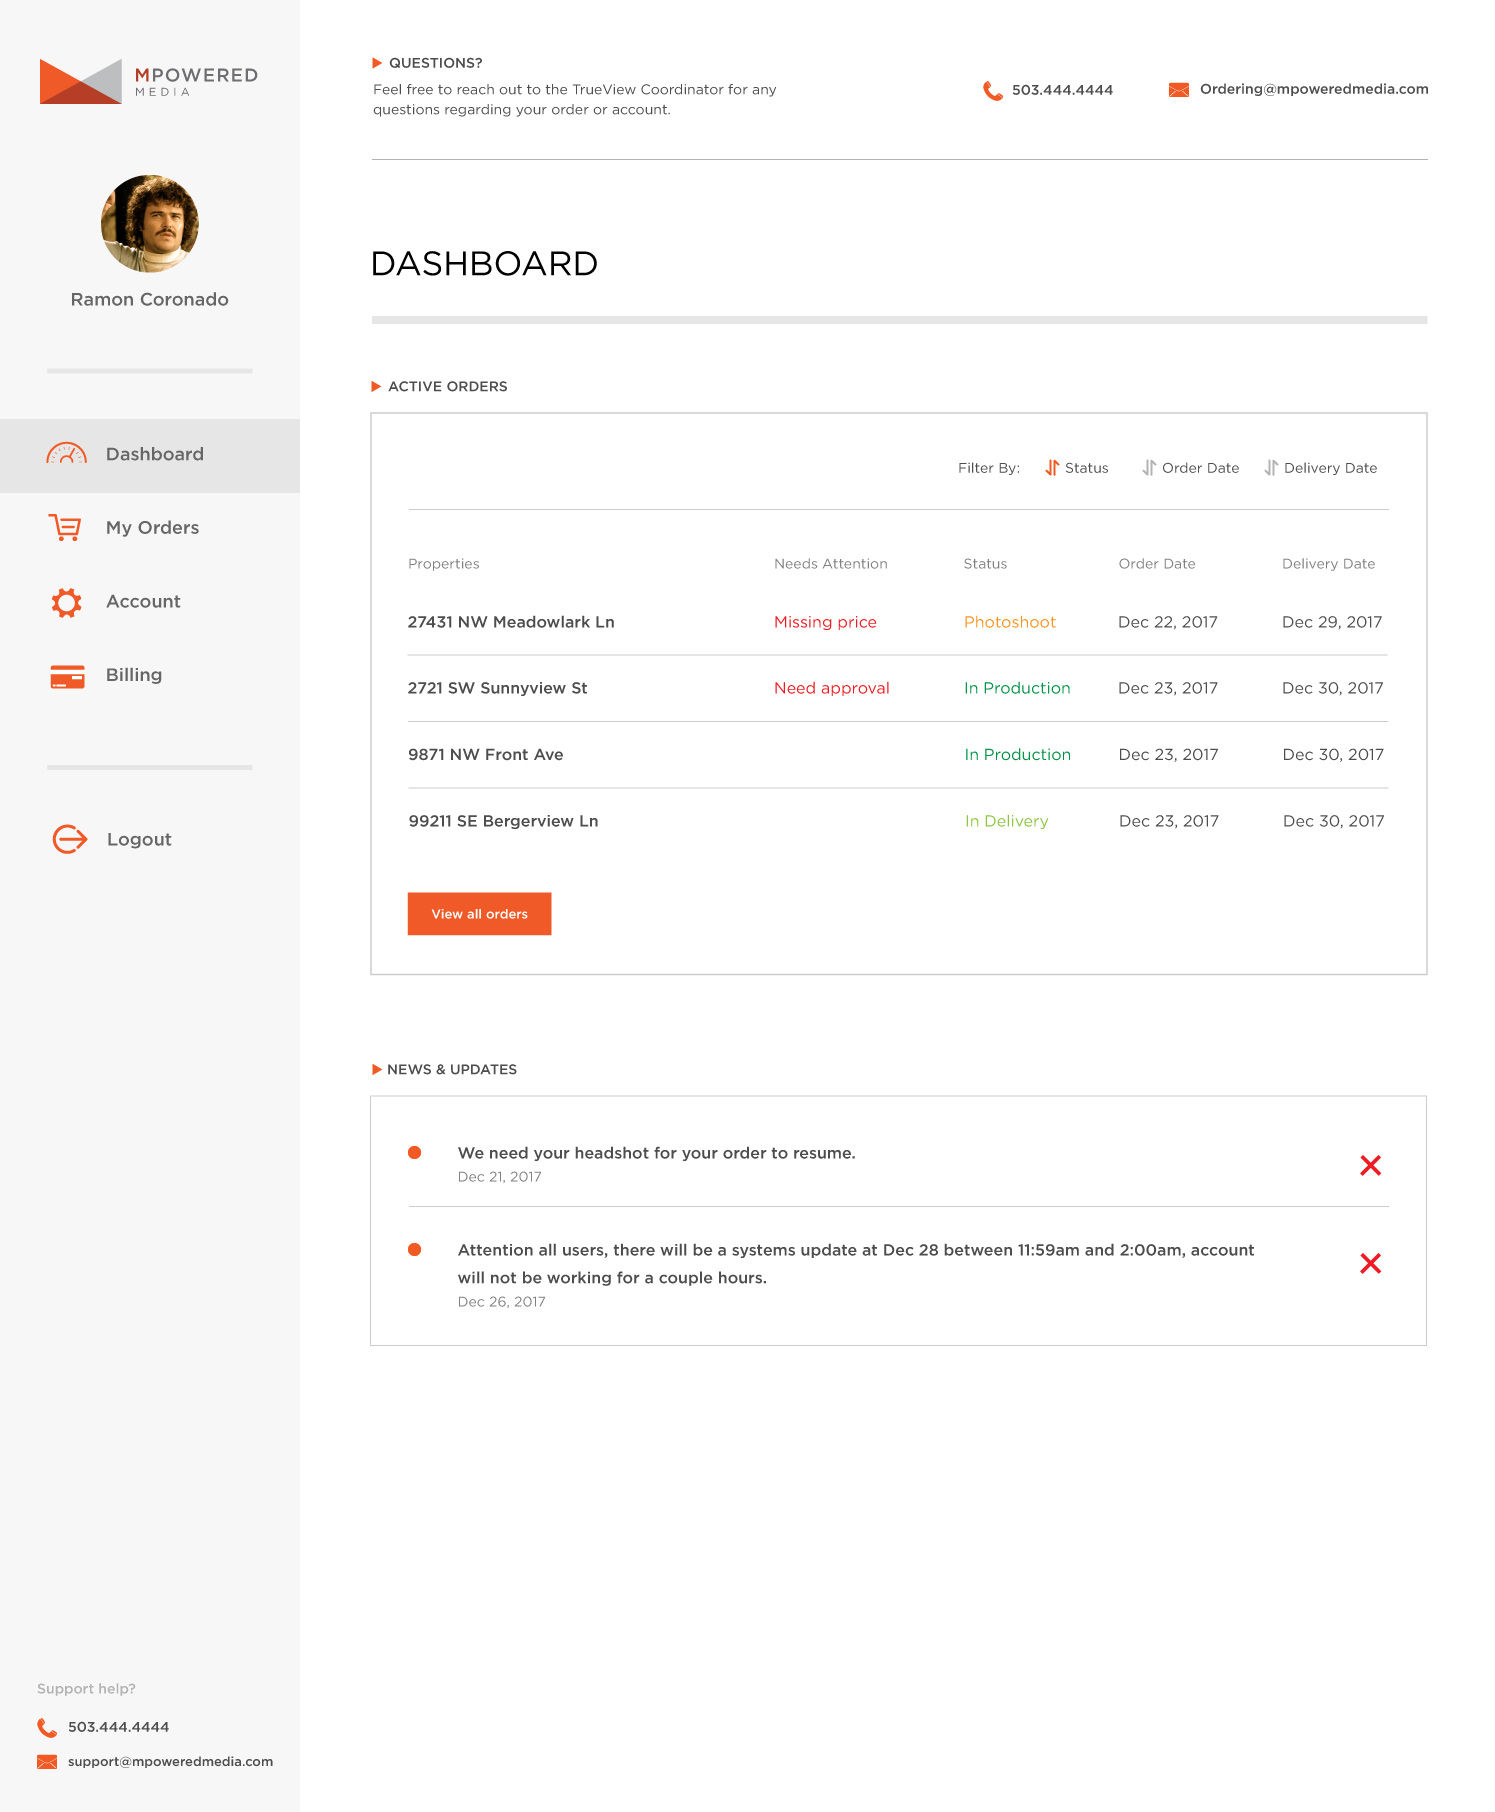 MPOWERED
MEDIA
Ramon Coronado
Dashboard
My Orders
Account
Billing
Logout
Support help?
503.444.4444
support@mpoweredmedia.com
QUESTIONS?
Feel free to reach out to the TrueView Coordinator for any
questions regarding your order or account.
503.444.4444
Ordering@mpoweredmedia.com
DASHBOARD
ACTIVE ORDERS
Filter By: Status Order Date Delivery Date
Properties Needs Attention Status Order Date Delivery Date
27431 NW Meadowlark Ln Missing price Photoshoot Dec 22, 2017 Dec 29, 2017
2721 SW Sunnyview St Need approval In Production Dec 23, 2017 Dec 30, 2017
9871 NW Front Ave In Production Dec 23, 2017 Dec 30, 2017
99211 SE Bergerview Ln In Delivery Dec 23, 2017 Dec 30, 2017
View all orders
NEWS & UPDATES
We need your headshot for your order to resume.
Dec 21, 2017
Attention all users, there will be a systems update at Dec 28 between 11:59am and 2:00am, account
will not be working for a couple hours.
Dec 26, 2017